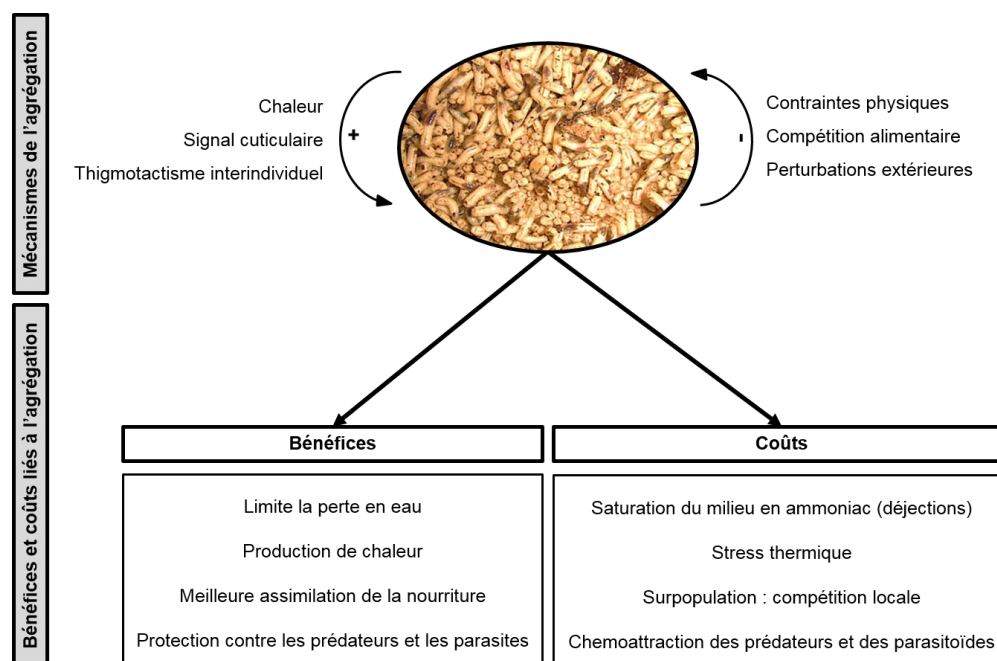 Mécanismes de l'agrégation
Chaleur
Signal cuticulaire
Thigmotactisme interindividuel
+
-
Contraintes physiques
Compétition alimentaire
Perturbations extérieures
Bénéfices et coûts liés à l'agrégation
Bénéfices
Limite la perte en eau
Production de chaleur
Meilleure assimilation de la nourriture
Protection contre les prédateurs et les parasites
Coûts
Saturation du milieu en ammoniac (déjections)
Stress thermique
Surpopulation : compétition locale
Chemoattraction des prédateurs et des parasitoïdes